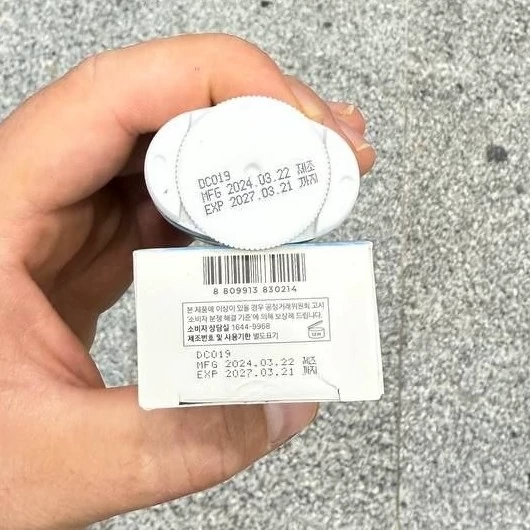 DC019
MFG 2024.03.22 제조
EXP 2027.03.21 까지
8 809913 830214
본 제품에 이상이 있을 경우 공정거래위원회 고시
'소비자 분쟁 해결 기준'에 의해 보상해 드립니다.
소비자 상담실 1644-9968
제조번호 및 사용기한 별도표기
12M
DC019
MFG 2024.03.22 제조
EXP 2027.03.21 까지